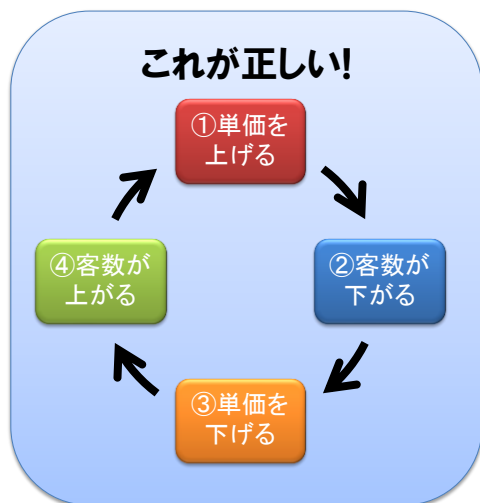 これが正しい!
①単価を
上げる
②客数が
下がる
③単価を
下げる
④客数が
上がる